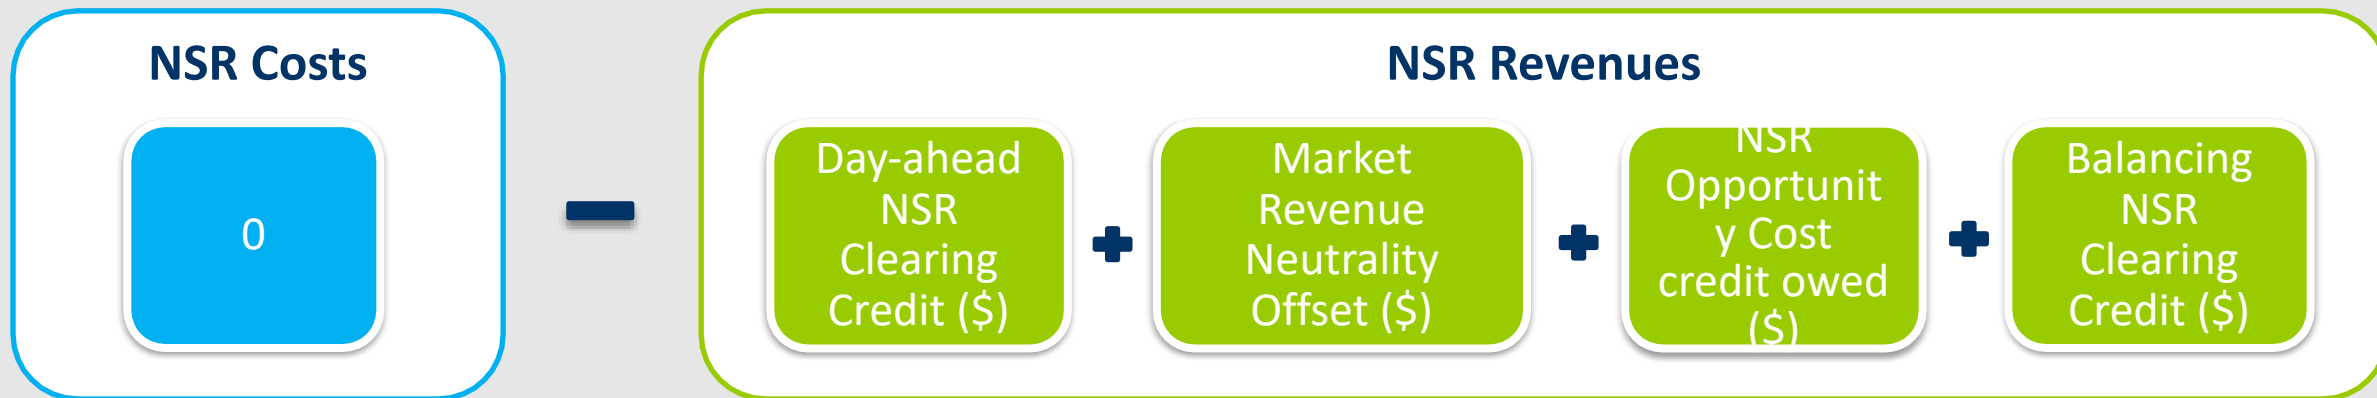 NSR Costs
0
NSR Revenues
Day-ahead
NSR
Clearing
Credit ($)
Market
Revenue
Neutrality
Offset ($)
NSR
Opportunit
y Cost
credit owed
($)
Balancing
NSR
Clearing
Credit ($)